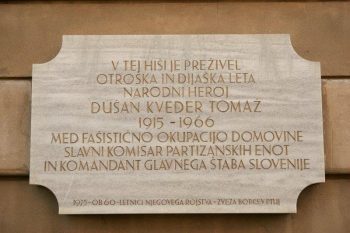 V TEJ HIŠI JE PREŽIVEL
OTROŠKA IN DIJAŠKA LETA
NARODNI HEROJ
DUŠAN KVEDER TOMAŽ
1915 - 1966
MED FAŠISTIČNO OKUPACIJO DOMOVINE
SLAVNI KOMISAR PARTIZANSKIH ENOT
IN KOMANDANT GLAVNEGA ŠTABA SLOVENIJE
1975 - OB 60 - LETNICI NJEGOVEGA ROJSTVA - ZVEZA BORCEV PTUJ